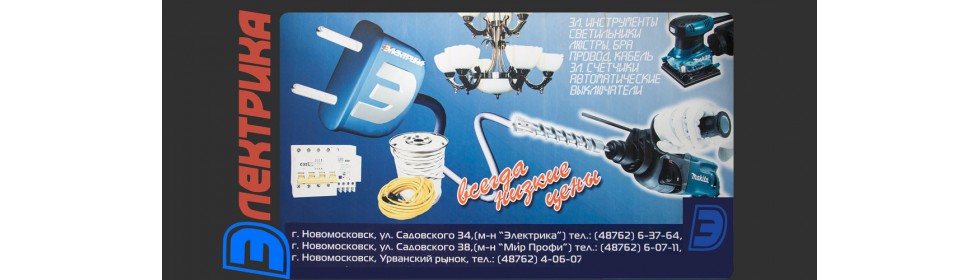 ЭЛЕКТРИКА
ЭЛЕКТРИКА
Э
ЭЛ. ИНСТРУМЕНТЫ
СВЕТИЛЬНИКИ
ЛЮСТРЫ, БРА
ПРОВОД, КАБЕЛЬ
ЭЛ. СЧЕТЧИКИ
АВТОМАТИЧЕСКИЕ
ВЫКЛЮЧАТЕЛИ
Makita
всегда
низкие
цены
Э
г. Новомосковск, ул. Садовского 34,(м-н "Электрика") тел.: (48762) 6-37-64,
г. Новомосковск, ул. Садовского 38,(м-н "Мир Профи") тел.: (48762) 6-07-11,
г. Новомосковск, Урванский рынок, тел.: (48762) 4-06-07